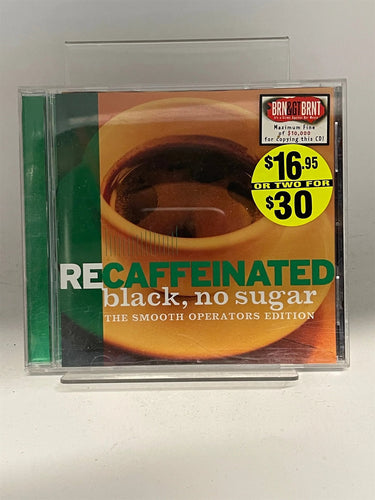 BRN & GT BRNT
Maximum Fine
of $10,000
for copying this CD!
$16.95
OR TWO FOR
$30
RECAFFEINATED
black, no sugar
THE SMOOTH OPERATORS EDITION